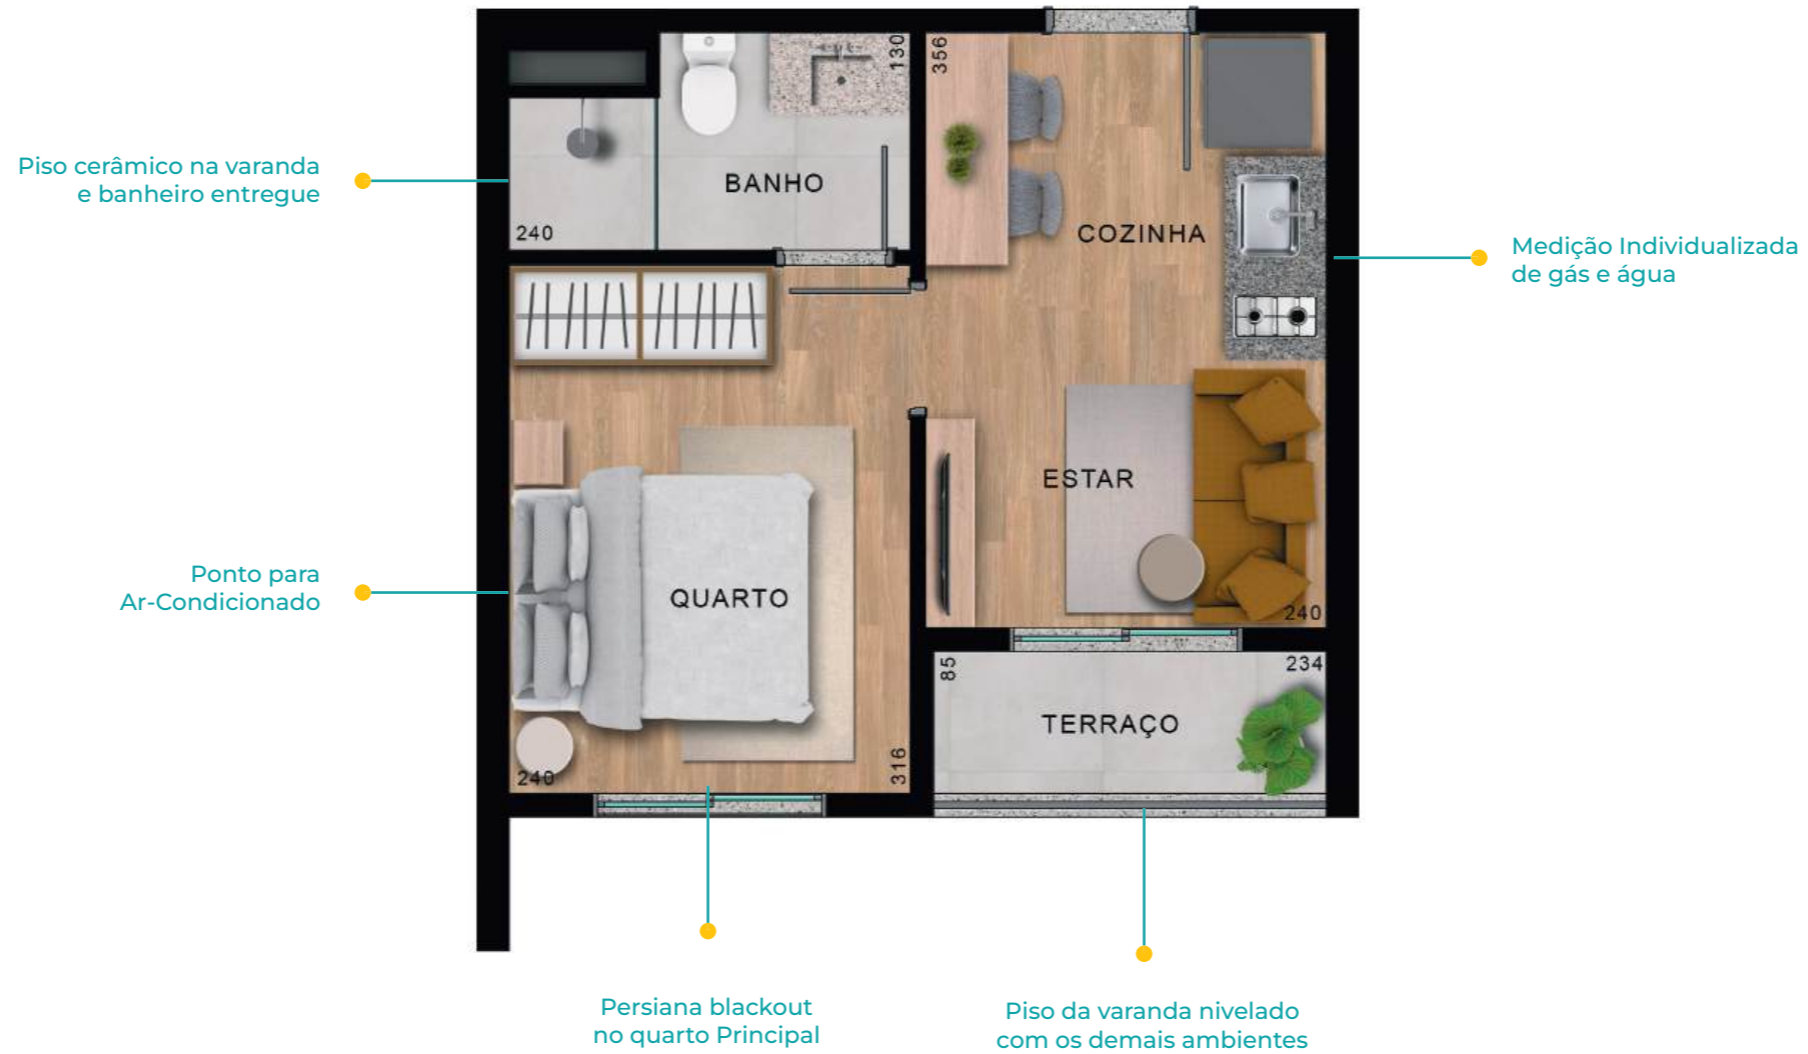 130
356
Piso cerâmico na varanda
e banheiro entregue
BANHO
240
COZINHA
Medição Individualizada
de gás e água
ESTAR
Ponto para
Ar-Condicionado
QUARTO
240
85
234
TERRAÇO
240
316
Persiana blackout
no quarto Principal
Piso da varanda nivelado
com os demais ambientes